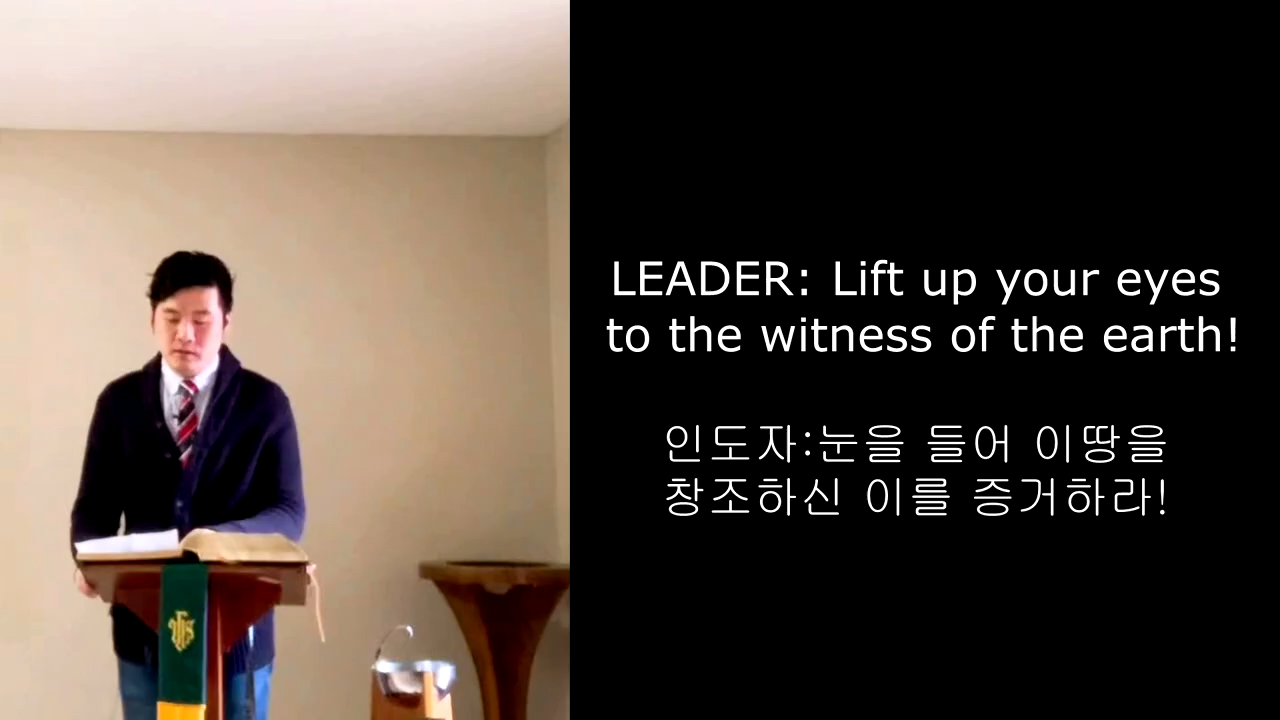 LEADER: Lift up your eyes
to the witness of the earth!
인도자:눈을 들어 이땅을
창조하신 이를 증거하라!
IHS